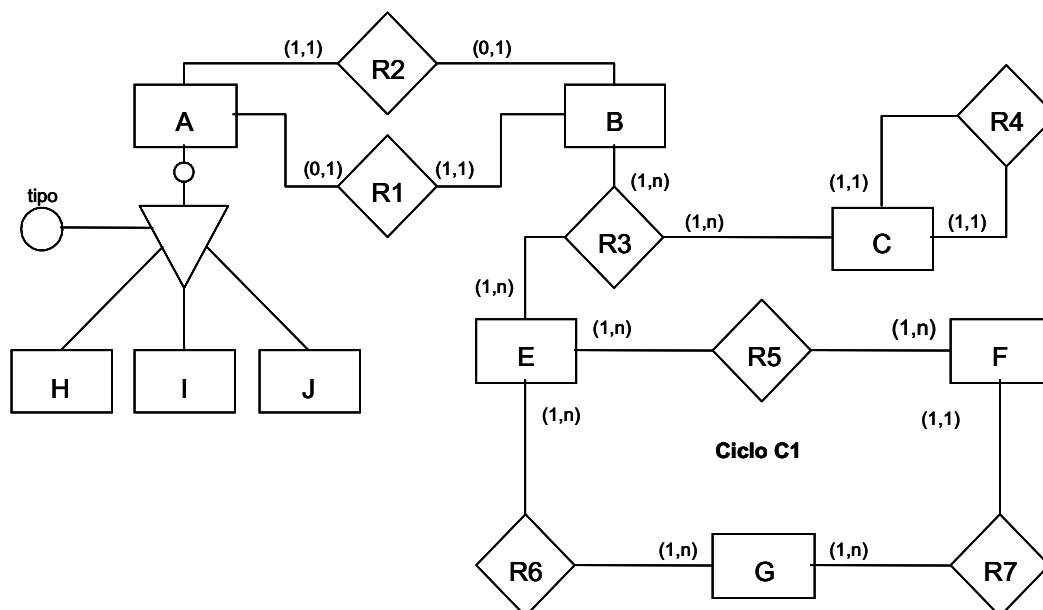 (1,1)
R2
(0,1)
A
B
R4
(0,1)
R1
(1,1)
(1,n)
(1,1)
tipo
R3
(1,n)
C
(1,1)
(1,n)
E
(1,n)
R5
(1,n)
F
H
I
J
(1,n)
(1,1)
Ciclo C1
R6
(1,n)
G
(1,n)
R7